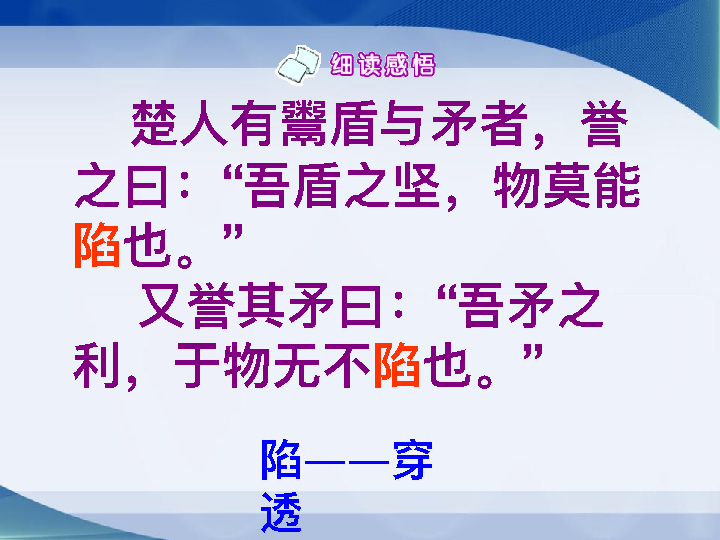 细读感悟
楚人有鬻盾与矛者，誉
之曰：“吾盾之坚，物莫能
陷也。”
又誉其矛曰：“吾矛之
利，于物无不陷也。”
陷——穿
透